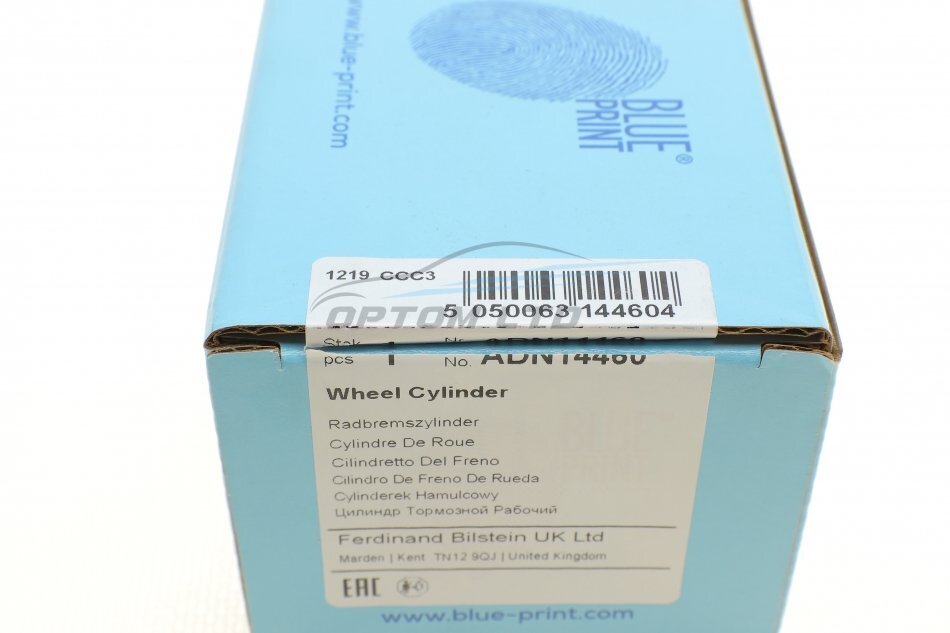 www.blue-print.com
BLUE
PRINT®
1219 CCC3
5 050063 144604
OPTOM LTD
Stak Nr.
pcs 1 No. ADN14460
Wheel Cylinder
Radbremszylinder
Cylindre De Roue
Cilindretto Del Freno
Cilindro De Freno De Rueda
Cylinderek Hamulcowy
Цилиндр Тормозной Рабочий
Ferdinand Bilstein UK Ltd
Marden | Kent TN12 9QJ | United Kingdom
EAC
www.blue-print.com